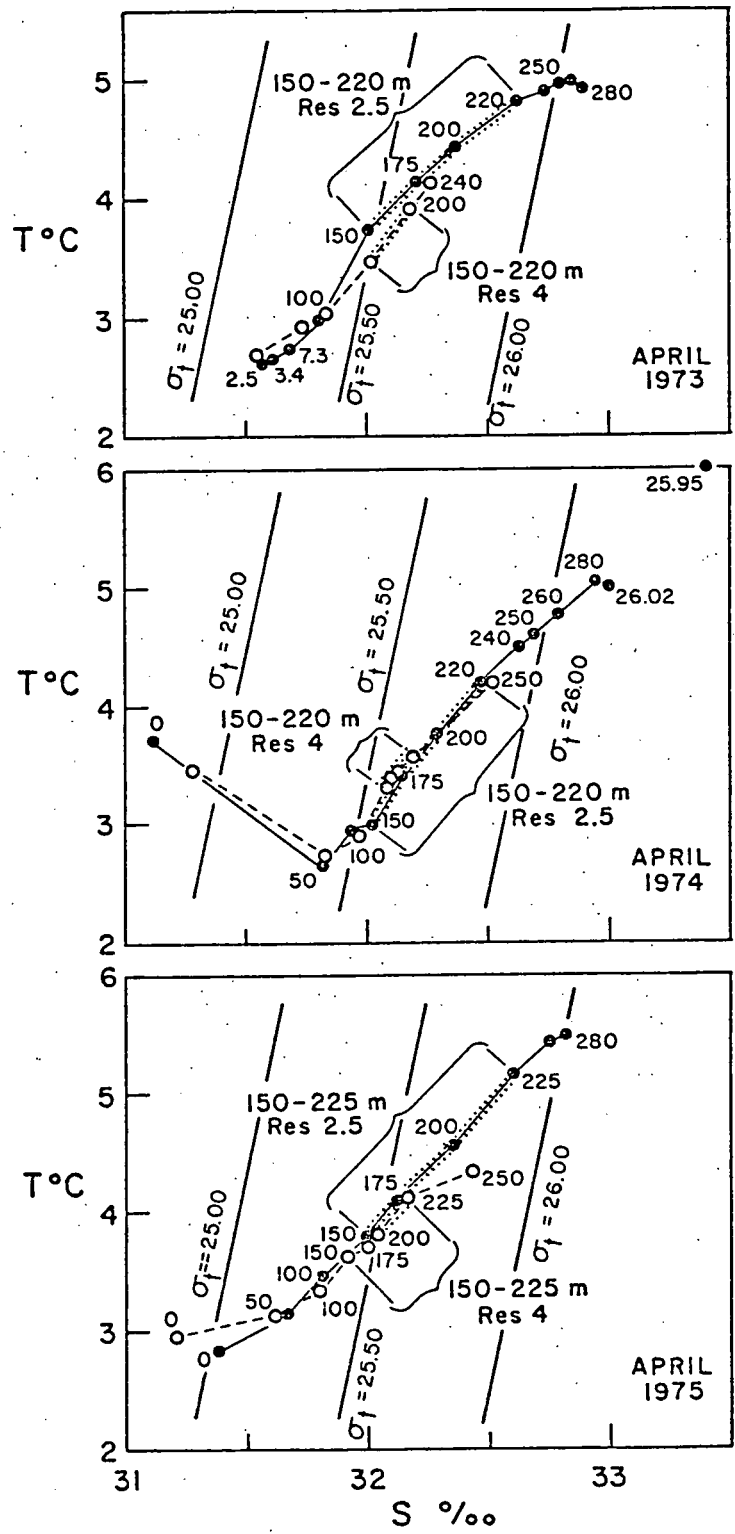 5
4
3
2
T°C
150-220 m
Res 2.5
250
280
220
200
175
240
200
150
150-220 m
Res 4
100
7.3
2.5
3.4
σt = 25.00
σt = 25.50
σt = 26.00
APRIL
1973
6
5
4
3
2
T°C
25.95
280
26.02
260
250
240
220
250
200
σt = 25.00
σt = 25.50
σt = 26.00
0
150-220 m
Res 4
175
150-220 m
Res 2.5
150
100
50
APRIL
1974
6
5
4
3
2
T°C
280
225
150-225 m
Res 2.5
200
250
175
225
150
200
150
175
100
100
50
0
0
150-225 m
Res 4
σt = 25.00
σt = 25.50
σt = 26.00
APRIL
1975
31
32
33
S °/oo